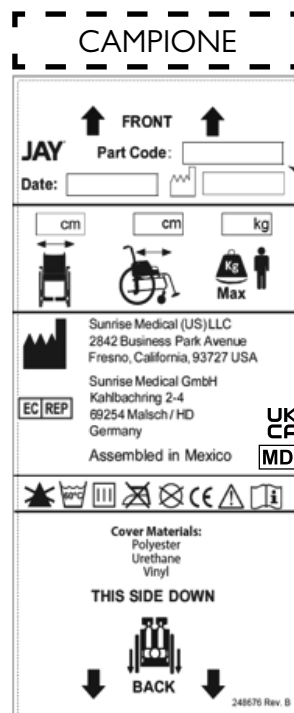 CAMPIONE
FRONT
JAY
Part Code:
Date:
cm
cm
kg
Kg
Max
Sunrise Medical (US)LLC
2842 Business Park Avenue
Fresno, California, 93727 USA
EC REP
Sunrise Medical GmbH
Kahlbachring 2-4
69254 Malsch / HD
Germany
UK
CA
Assembled in Mexico
MD
60°C
CE
Cover Materials:
Polyester
Urethane
Vinyl
THIS SIDE DOWN
BACK
248676 Rev. B